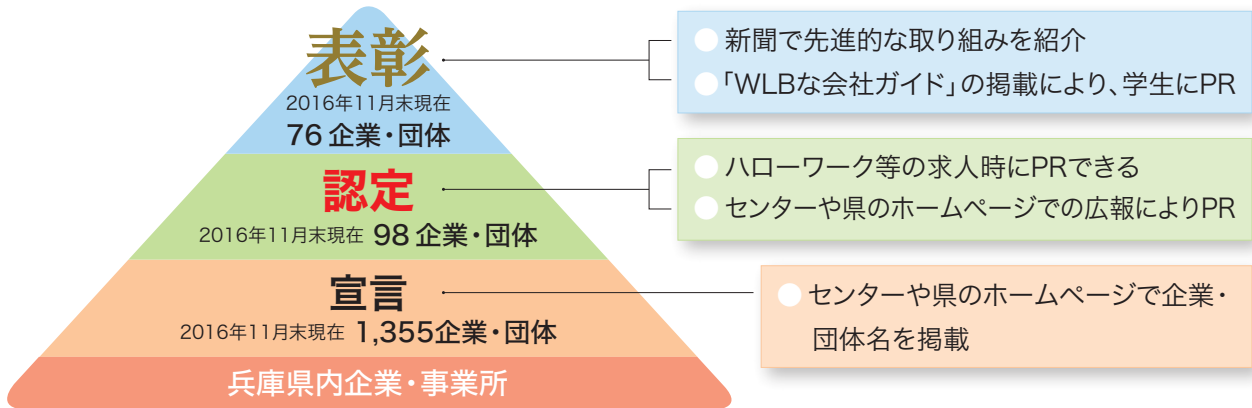 表彰
2016年11月末現在
76企業・団体
新聞で先進的な取り組みを紹介
「WLBな会社ガイド」の掲載により、学生にPR
認定
2016年11月末現在 98企業・団体
ハローワーク等の求人時にPRできる
センターや県のホームページでの広報によりPR
宣言
2016年11月末現在 1,355企業・団体
センターや県のホームページで企業・
団体名を掲載
兵庫県内企業・事業所